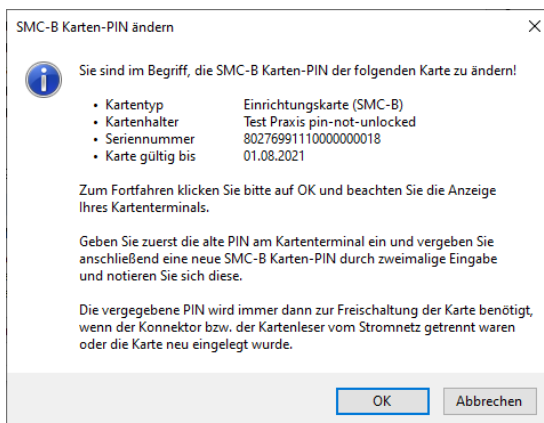 SMC-B Karten-PIN ändern
Sie sind im Begriff, die SMC-B Karten-PIN der folgenden Karte zu ändern!
• Kartentyp Einrichtungskarte (SMC-B)
• Kartenhalter Test Praxis pin-not-unlocked
• Seriennummer 80276991110000000018
• Karte gültig bis 01.08.2021
Zum Fortfahren klicken Sie bitte auf OK und beachten Sie die Anzeige
Ihres Kartenterminals.
Geben Sie zuerst die alte PIN am Kartenterminal ein und vergeben Sie
anschließend eine neue SMC-B Karten-PIN durch zweimalige Eingabe
und notieren Sie sich diese.
Die vergegebene PIN wird immer dann zur Freischaltung der Karte benötigt,
wenn der Konnektor bzw. der Kartenleser vom Stromnetz getrennt waren
oder die Karte neu eingelegt wurde.
OK Abbrechen